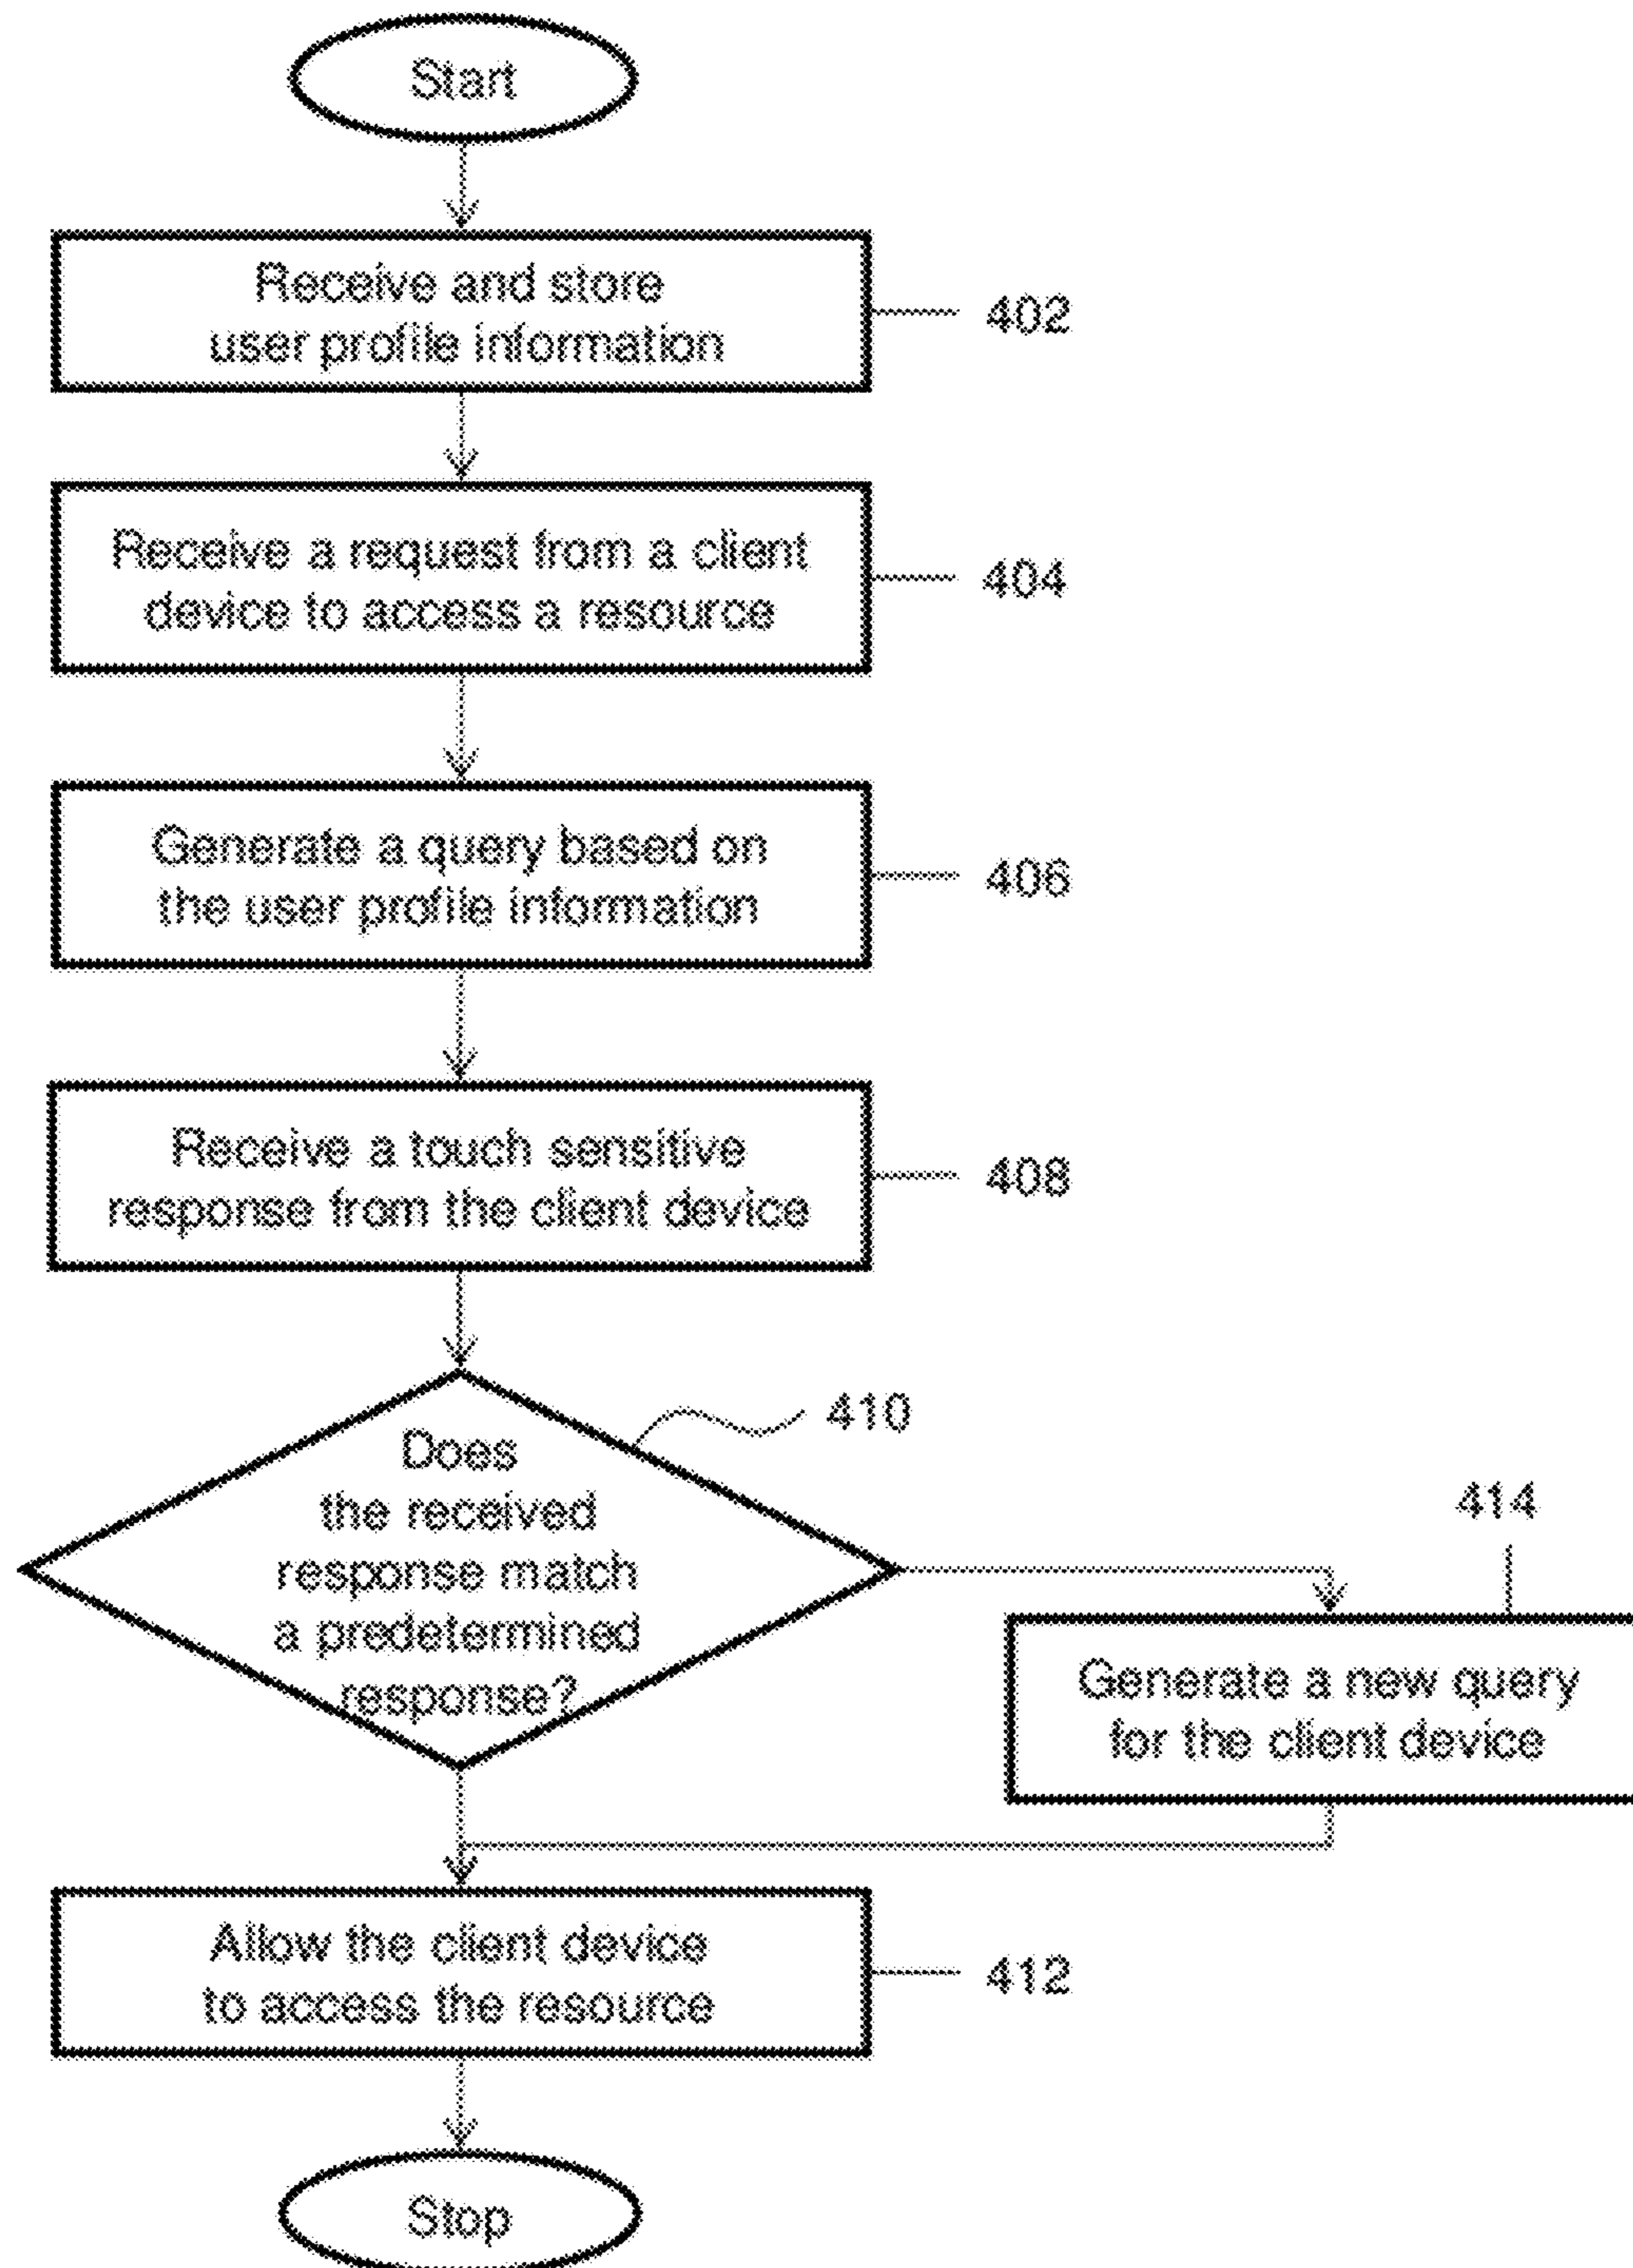 Start
Receive and store
user profile information
402
Receive a request from a client
device to access a resource
404
Generate a query based on
the user profile information
406
Receive a touch sensitive
response from the client device
408
Does
the received
response match
a predetermined
response?
410
414
Generate a new query
for the client device
Allow the client device
to access the resource
412
Stop